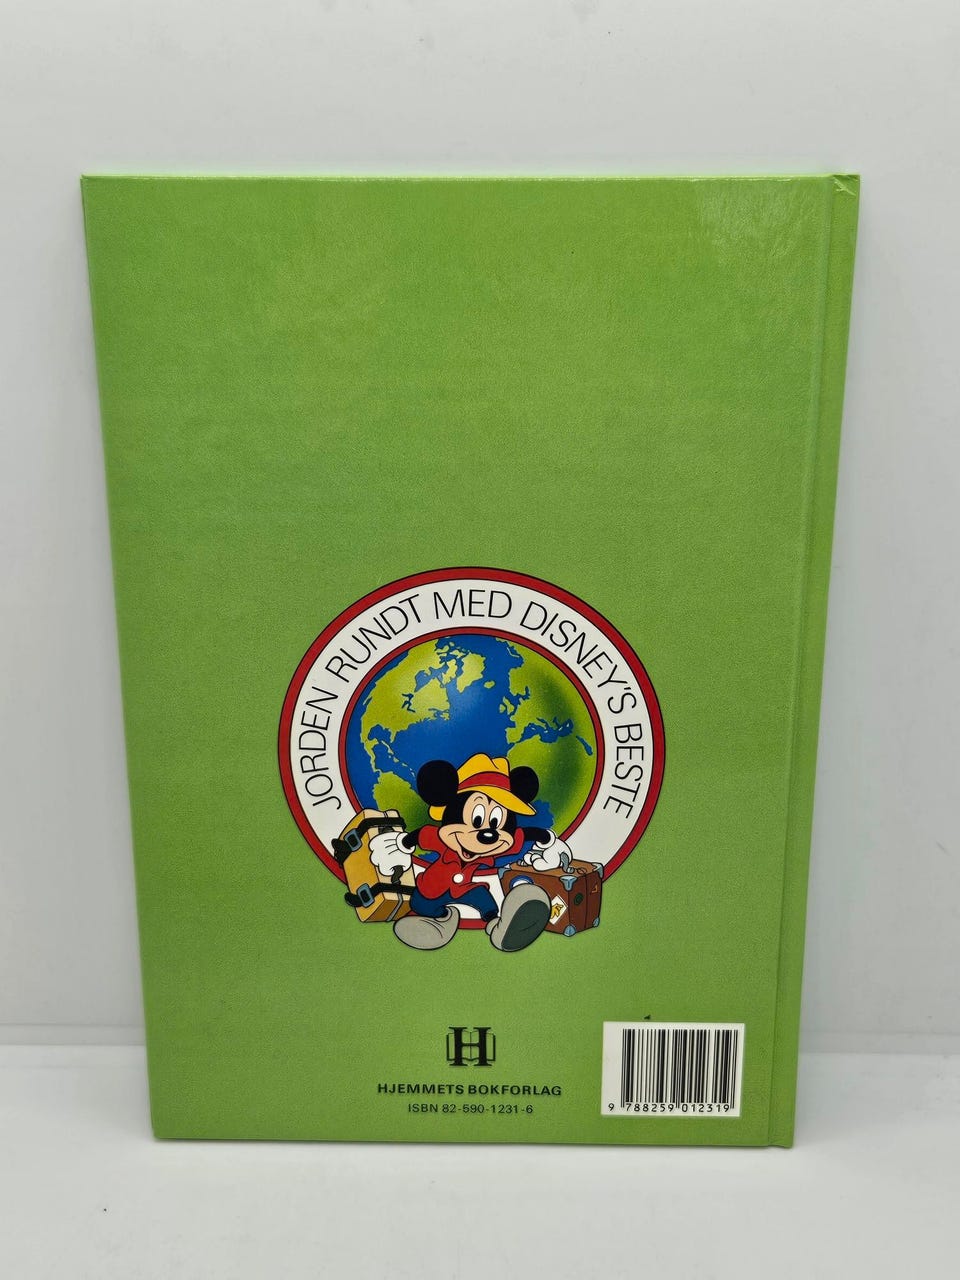 JORDEN RUNDT MED DISNEY'S BESTE
H
HJEMMETS BOKFORLAG
ISBN 82-590-1231-6
9 788259 012319